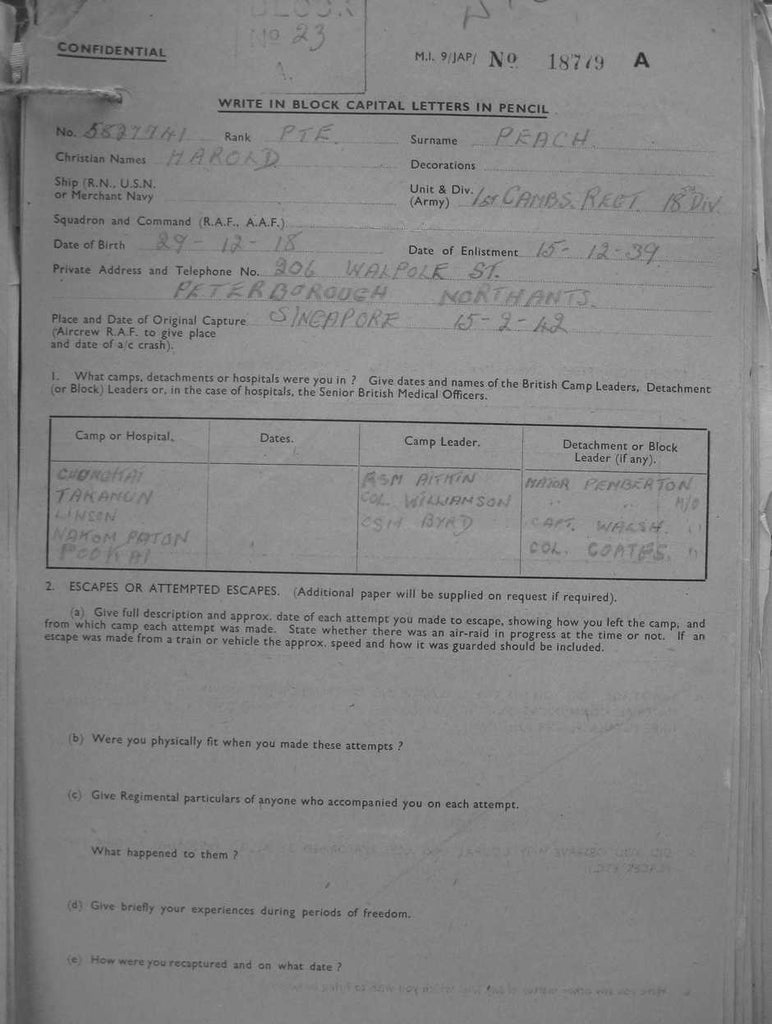 No 23
CONFIDENTIAL
M.I. 9/JAP/ No 18779 A
WRITE IN BLOCK CAPITAL LETTERS IN PENCIL
No. 5827741 Rank PTE. Surname PEACH
Christian Names HAROLD Decorations
Ship (R.N., U.S.N. or Merchant Navy Unit & Div. (Army) 1st CAMBS. REGT 18 DIV
Squadron and Command (R.A.F., A.A.F.)
Date of Birth 29-12-18 Date of Enlistment 15-12-39
Private Address and Telephone No. 206 WALPOLE ST.
PETERBOROUGH NORTHANTS.
Place and Date of Original Capture SINGAPORE 15-2-42
(Aircrew R.A.F. to give place
and date of a/c crash).
1. What camps, detachments or hospitals were you in ? Give dates and names of the British Camp Leaders, Detachment
(or Block) Leaders or, in the case of hospitals, the Senior British Medical Officers.
Camp or Hospital. Dates. Camp Leader. Detachment or Block Leader (if any).
CHUNGKAI RSM AITKIN MAJOR PEMBERTON
TAKANUN COL. WILLIAMSON " " M/O
LINSON CSM BYRD CAPT. WALSH. "
NAKOM PATON COL. COATES. "
POOKAI
2. ESCAPES OR ATTEMPTED ESCAPES. (Additional paper will be supplied on request if required).
(a) Give full description and approx. date of each attempt you made to escape, showing how you left the camp, and
from which camp each attempt was made. State whether there was an air-raid in progress at the time or not. If an
escape was made from a train or vehicle the approx. speed and how it was guarded should be included.
(b) Were you physically fit when you made these attempts ?
(c) Give Regimental particulars of anyone who accompanied you on each attempt.
What happened to them ?
(d) Give briefly your experiences during periods of freedom.
(e) How were you recaptured and on what date ?